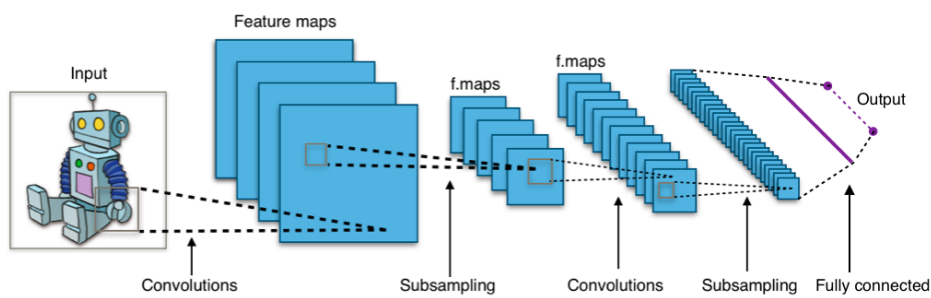 Feature maps
Input
f.maps
f.maps
Output
Convolutions
Subsampling
Convolutions
Subsampling
Fully connected